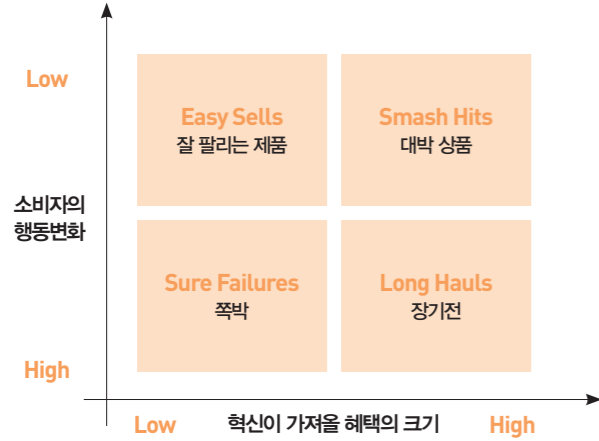 Low
Easy Sells
잘 팔리는 제품
Smash Hits
대박 상품
소비자의
행동변화
Sure Failures
쪽박
Long Hauls
장기전
High
Low
혁신이 가져올 혜택의 크기
High